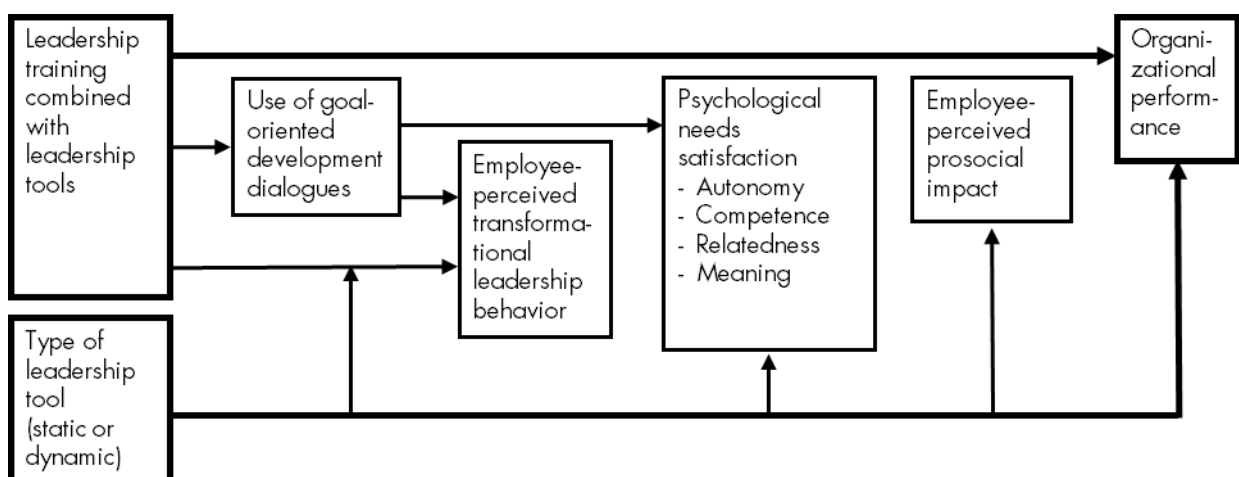 Leadership
training
combined
with
leadership
tools
Use of goal-
oriented
development
dialogues
Employee-
perceived
transforma-
tional
leadership
behavior
Psychological
needs
satisfaction
- Autonomy
- Competence
- Relatedness
- Meaning
Employee-
perceived
prosocial
impact
Organi-
zational
perform-
ance
Type of
leadership
tool
(static or
dynamic)